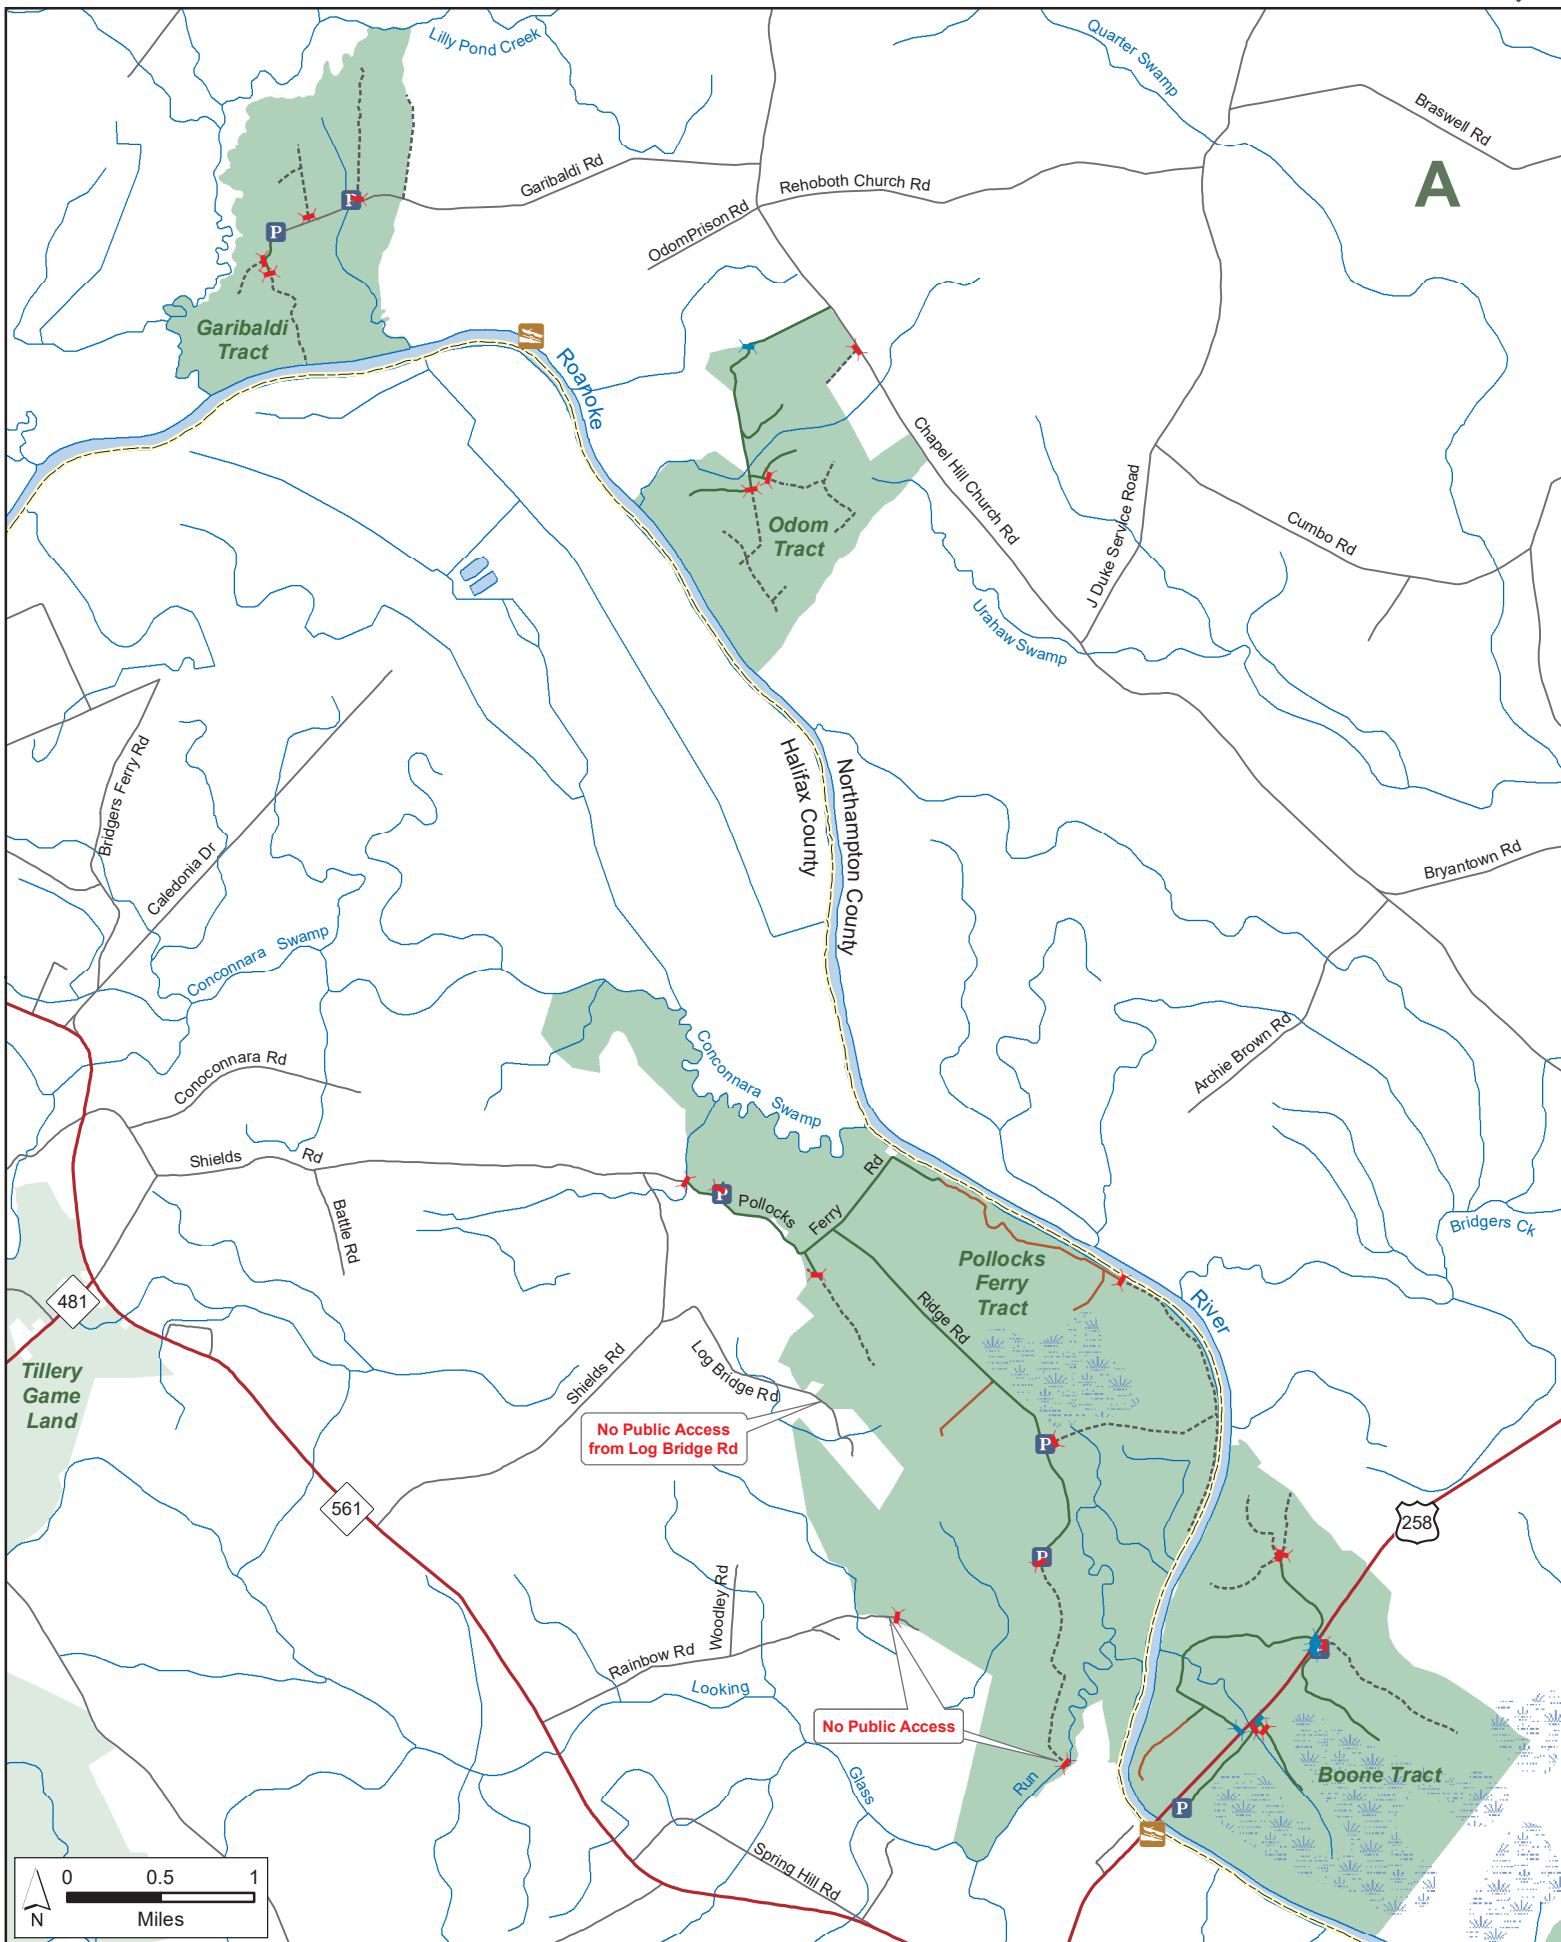 Lilly Pond Creek
Quarter Swamp
Braswell Rd
A
Garibaldi Rd
Rehoboth Church Rd
OdomPrison Rd
P
P
Garibaldi
Tract
Roanoke
Chapel Hill Church Rd
J Duke Service Road
Cumbo Rd
Odom
Tract
Urahaw Swamp
Bridgers Ferry Rd
Caledonia Dr
Halifax County
Northampton County
Bryantown Rd
Conconnara Swamp
Conconnara Swamp
Conoconnara Rd
Archie Brown Rd
Shields Rd
Battle Rd
P
Pollocks
Ferry
Rd
Bridgers Ck
Pollocks
Ferry
Tract
River
Ridge Rd
481
Tillery
Game
Land
Shields Rd
Log Bridge Rd
No Public Access
from Log Bridge Rd
P
561
258
P
Woodley Rd
Rainbow Rd
Looking
No Public Access
Glass
Run
Boone Tract
P
Spring Hill Rd
0 0.5 1
N
Miles